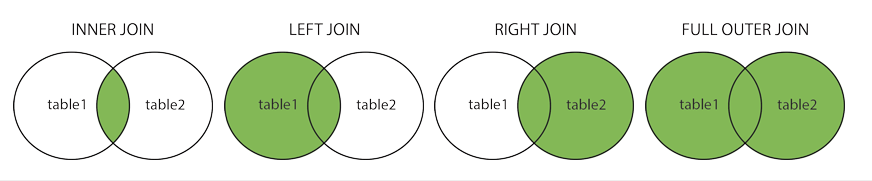 INNER JOIN
LEFT JOIN
RIGHT JOIN
FULL OUTER JOIN
table1
table2
table1
table2
table1
table2
table1
table2